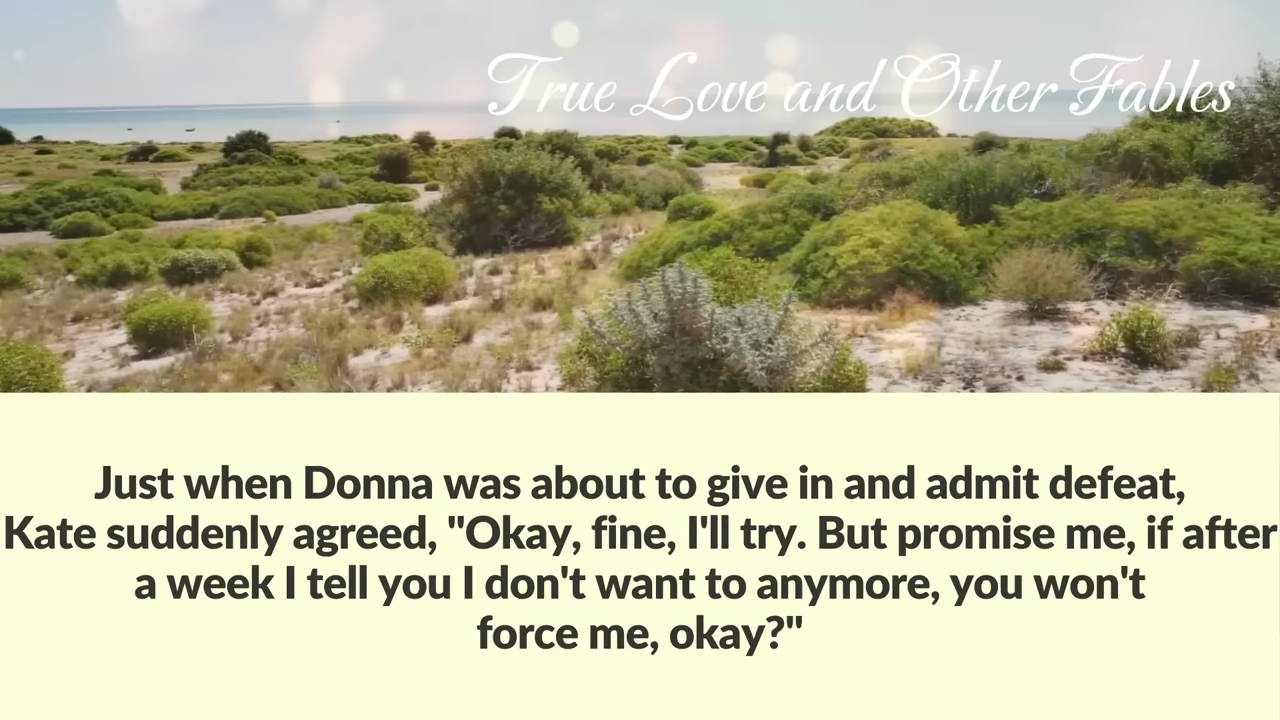 True Love and Other Fables
Just when Donna was about to give in and admit defeat,
Kate suddenly agreed, "Okay, fine, I'll try. But promise me, if after
a week I tell you I don't want to anymore, you won't
force me, okay?"